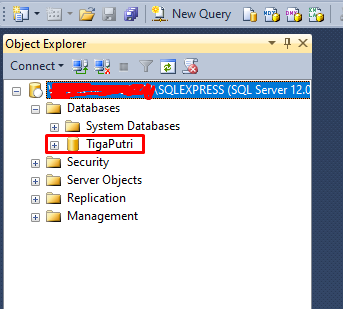 New Query
Object Explorer
Connect
\SQLEXPRESS (SQL Server 12.0
Databases
System Databases
TigaPutri
Security
Server Objects
Replication
Management